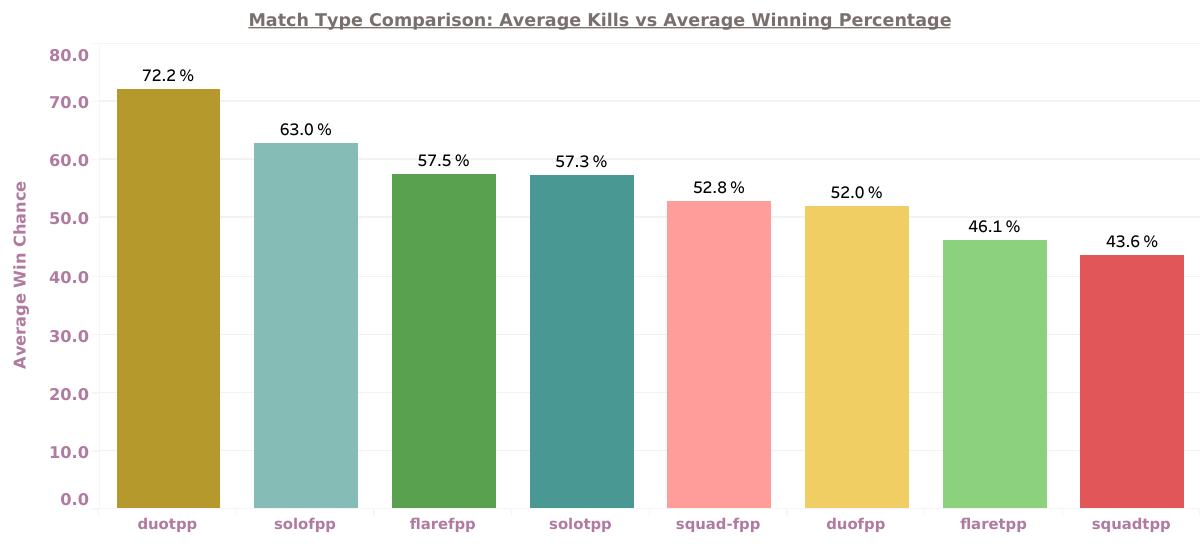 Match Type Comparison: Average Kills vs Average Winning Percentage
Average Win Chance
80.0
70.0
60.0
50.0
40.0
30.0
20.0
10.0
0.0
72.2 %
63.0 %
57.5 %
57.3 %
52.8 %
52.0 %
46.1 %
43.6 %
duotpp
solofpp
flarefpp
solotpp
squad-fpp
duofpp
flaretpp
squadtpp